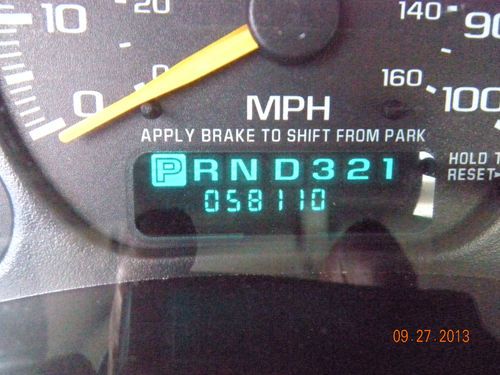 10
20
140
90
0
0
160
100
MPH
APPLY BRAKE TO SHIFT FROM PARK
PRND321
HOLD T
RESET
058110
09.27.2013